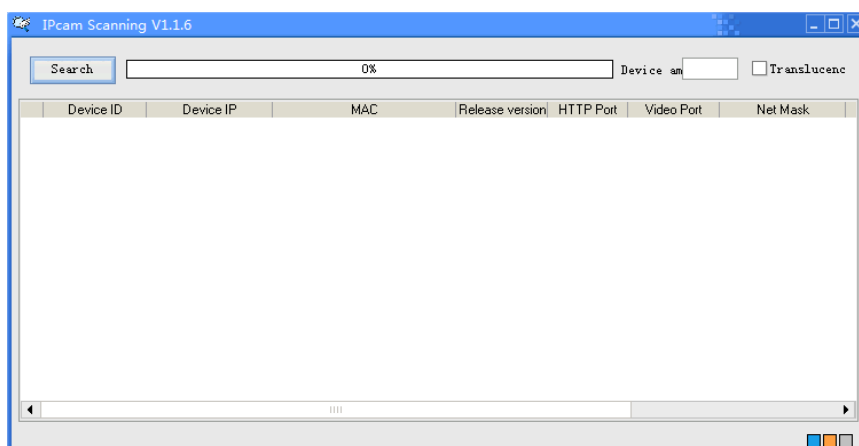 IPcam Scanning V1.1.6
Search 0% Device am Translucenc
Device ID Device IP MAC Release version HTTP Port Video Port Net Mask